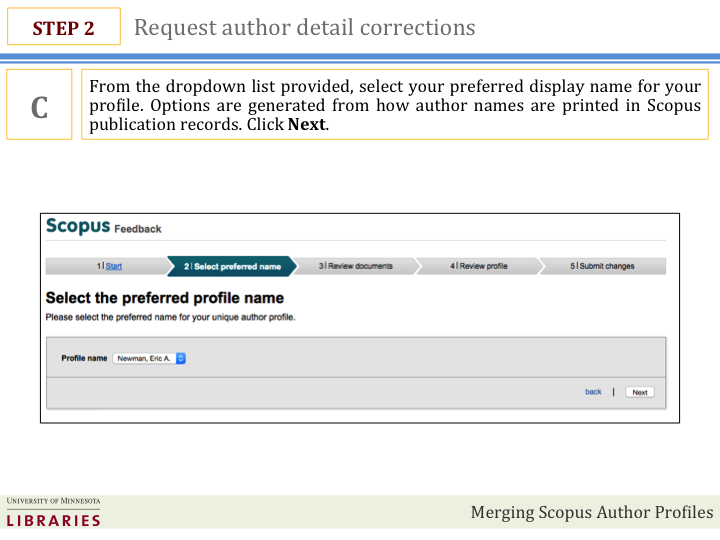 STEP 2
Request author detail corrections
C
From the dropdown list provided, select your preferred display name for your
profile. Options are generated from how author names are printed in Scopus
publication records. Click Next.
Scopus Feedback
1 | Start
2 | Select preferred name
3 | Review documents
4 | Review profile
5 | Submit changes
Select the preferred profile name
Please select the preferred name for your unique author profile.
Profile name Newman, Eric A.
back | Next
UNIVERSITY OF MINNESOTA
LIBRARIES
Merging Scopus Author Profiles